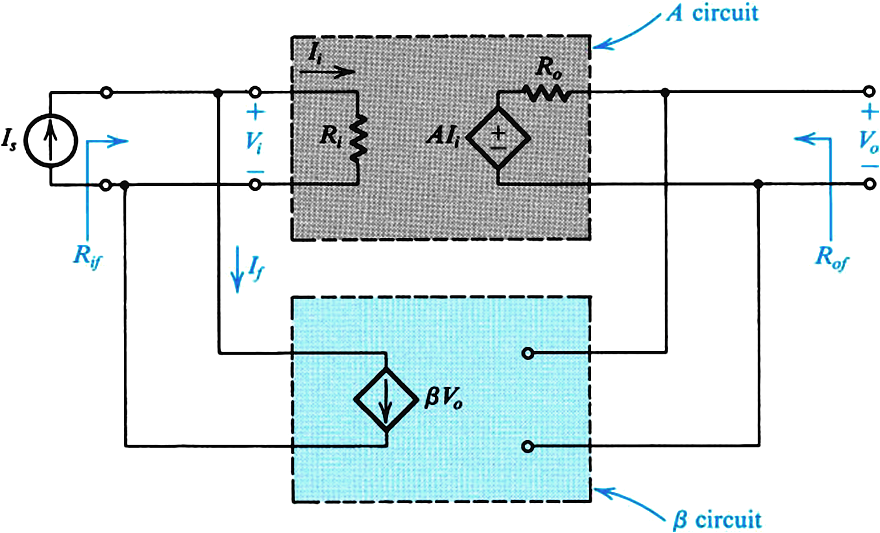 A circuit
I_i
R_o
I_s
+
V_i
−
R_i
AI_i
+
−
+
V_o
−
R_if
I_f
R_of
βV_o
β circuit